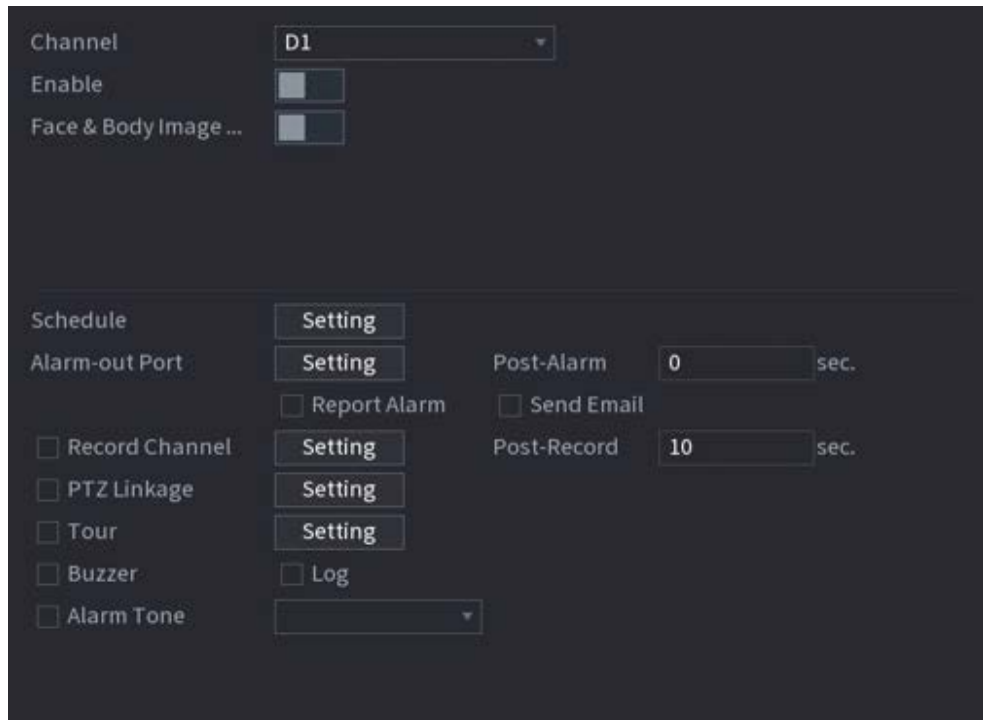 Channel D1
Enable
Face & Body Image ...
Schedule Setting
Alarm-out Port Setting Post-Alarm 0 sec.
Report Alarm Send Email
Record Channel Setting Post-Record 10 sec.
PTZ Linkage Setting
Tour Setting
Buzzer Log
Alarm Tone